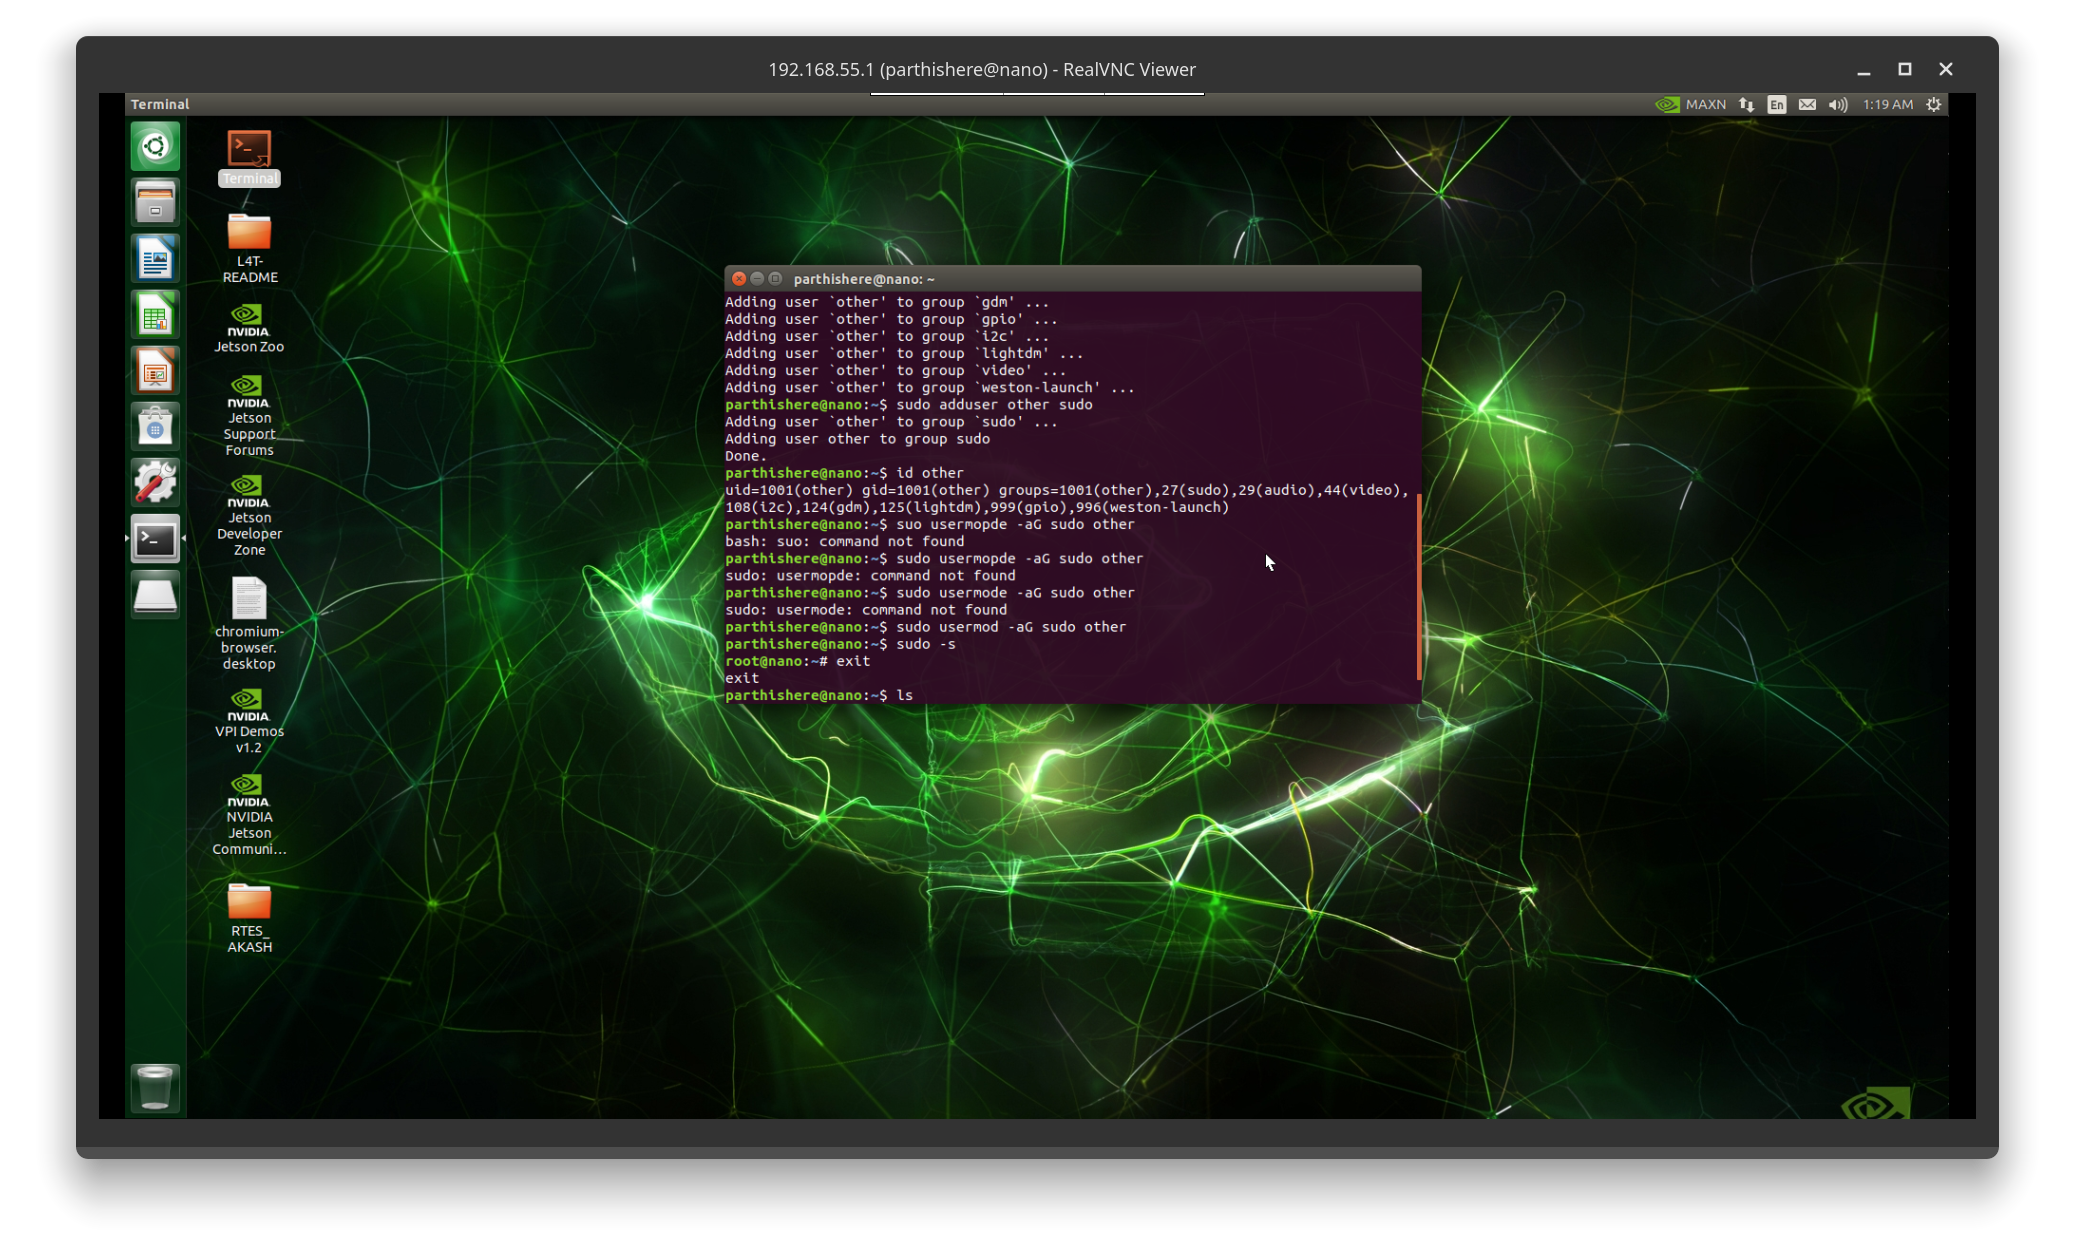 192.168.55.1 (parthishere@nano) - RealVNC Viewer
Terminal
MAXN
En
1:19 AM
Terminal
L4T-
README
NVIDIA.
Jetson Zoo
NVIDIA.
Jetson
Support
Forums
NVIDIA.
Jetson
Developer
Zone
chromium-
browser.
desktop
NVIDIA.
VPI Demos
v1.2
NVIDIA.
NVIDIA
Jetson
Communi...
RTES_
AKASH
parthishere@nano: ~
Adding user `other' to group `gdm' ...
Adding user `other' to group `gpio' ...
Adding user `other' to group `i2c' ...
Adding user `other' to group `lightdm' ...
Adding user `other' to group `video' ...
Adding user `other' to group `weston-launch' ...
parthishere@nano:~$ sudo adduser other sudo
Adding user `other' to group `sudo' ...
Adding user other to group sudo
Done.
parthishere@nano:~$ id other
uid=1001(other) gid=1001(other) groups=1001(other),27(sudo),29(audio),44(video),
108(i2c),124(gdm),125(lightdm),999(gpio),996(weston-launch)
parthishere@nano:~$ suo usermopde -aG sudo other
bash: suo: command not found
parthishere@nano:~$ sudo usermopde -aG sudo other
sudo: usermopde: command not found
parthishere@nano:~$ sudo usermode -aG sudo other
sudo: usermode: command not found
parthishere@nano:~$ sudo usermod -aG sudo other
parthishere@nano:~$ sudo -s
root@nano:~# exit
exit
parthishere@nano:~$ ls